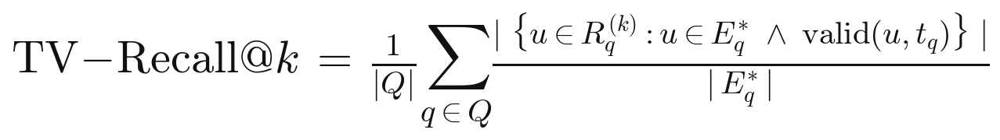 TV−Recall@k = \frac{1}{|Q|} \sum_{q \in Q} \frac{| \{ u \in R_q^{(k)} : u \in E_q^* \wedge \text{valid}(u, t_q) \} |}{| E_q^* |}